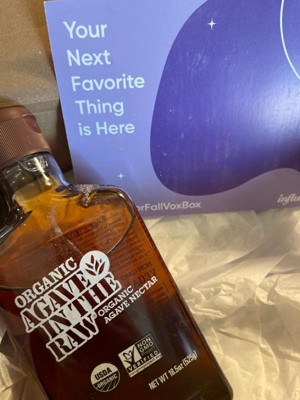 Your
Next
Favorite
Thing
is Here
rFallVoxBox
influ
ORGANIC
AGAVE
IN THE
RAW
ORGANIC
AGAVE NECTAR
USDA
ORGANIC
NON
GMO
VERIFIED
NET WT 18.5oz (525g)